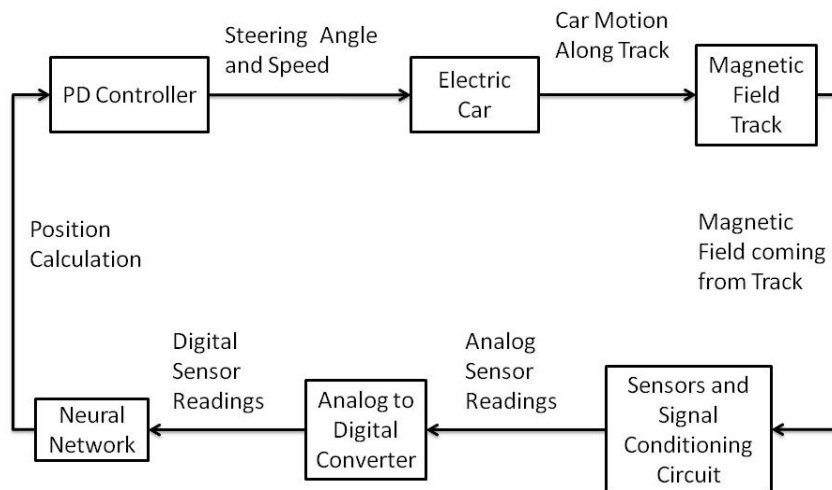 Steering Angle
and Speed
Car Motion
Along Track
PD Controller
Electric
Car
Magnetic
Field
Track
Position
Calculation
Magnetic
Field coming
from Track
Digital
Sensor
Readings
Analog
Sensor
Readings
Neural
Network
Analog to
Digital
Converter
Sensors and
Signal
Conditioning
Circuit